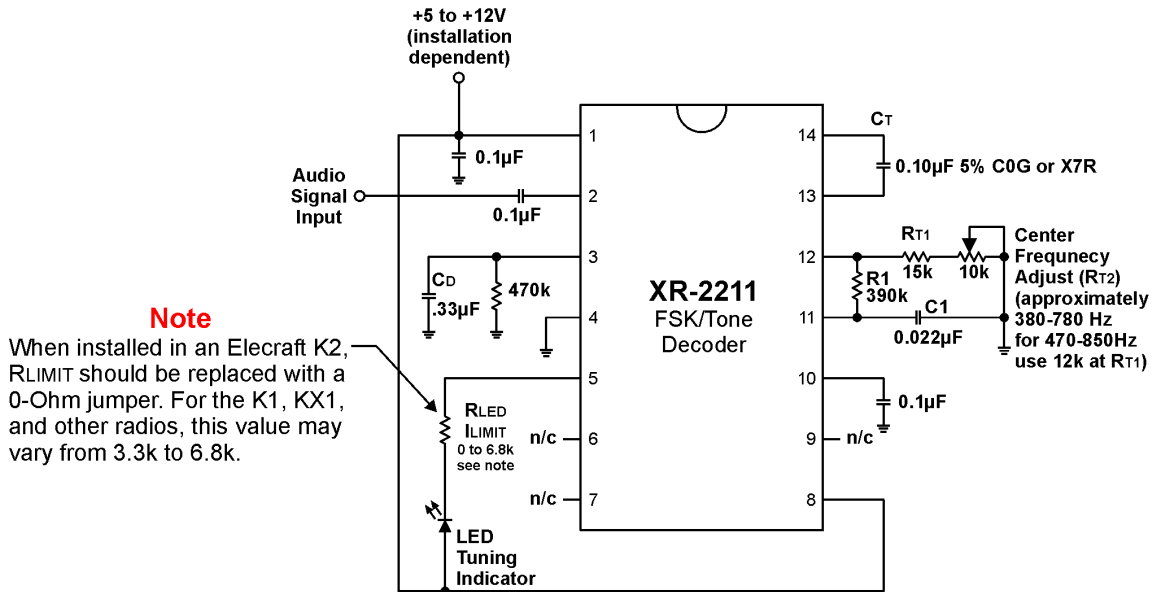 +5 to +12V
(installation
dependent)
1
0.1µF
Audio
Signal
Input
2
0.1µF
3
CD
.33µF
470k
4
Note
When installed in an Elecraft K2,
RLIMIT should be replaced with a
0-Ohm jumper. For the K1, KX1,
and other radios, this value may
vary from 3.3k to 6.8k.
5
RLED
ILIMIT
0 to 6.8k
see note
n/c
6
n/c
7
LED
Tuning
Indicator
XR-2211
FSK/Tone
Decoder
14
CT
0.10µF 5% C0G or X7R
13
12
RT1
15k
10k
R1
390k
11
C1
0.022µF
Center
Frequnecy
Adjust (RT2)
(approximately
380-780 Hz
for 470-850Hz
use 12k at RT1)
10
0.1µF
9
n/c
8